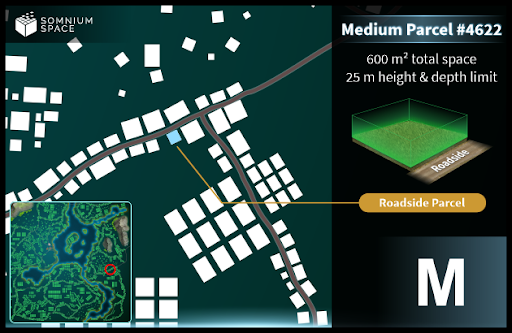 SOMNIUM
SPACE
Medium Parcel #4622
600 m² total space
25 m height & depth limit
Roadside
Roadside Parcel
M